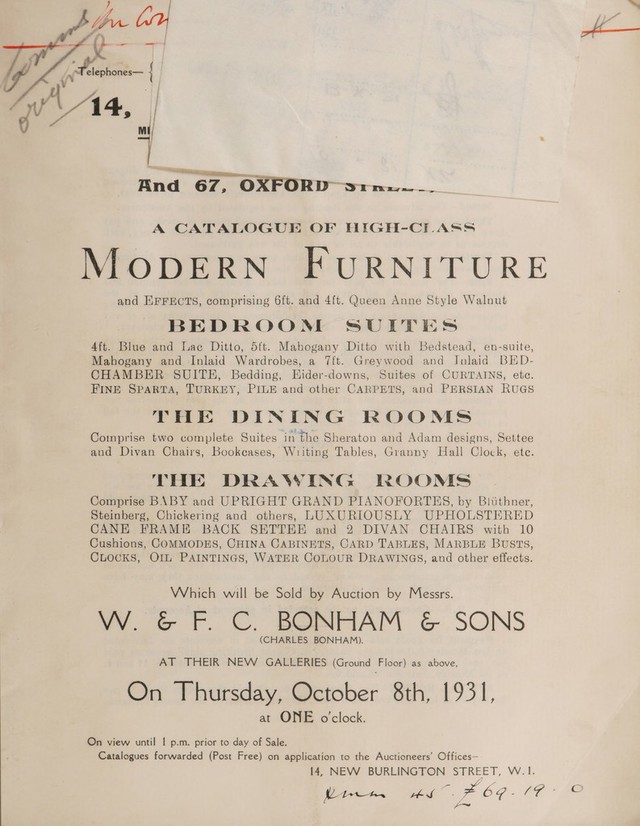 Telephones— {
14,
original
And 67, OXFORD STREET,
A CATALOGUE OF HIGH-CLASS
MODERN FURNITURE
and EFFECTS, comprising 6ft. and 4ft. Queen Anne Style Walnut
BEDROOM SUITES
4ft. Blue and Lac Ditto, 5ft. Mahogany Ditto with Bedstead, en-suite,
Mahogany and Inlaid Wardrobes, a 7ft. Greywood and Inlaid BED-
CHAMBER SUITE, Bedding, Eider-downs, Suites of CURTAINS, etc.
FINE SPARTA, TURKEY, PILE and other CARPETS, and PERSIAN RUGS
THE DINING ROOMS
Comprise two complete Suites in the Sheraton and Adam designs, Settee
and Divan Chairs, Bookcases, Writing Tables, Granny Hall Clock, etc.
THE DRAWING ROOMS
Comprise BABY and UPRIGHT GRAND PIANOFORTES, by Blüthner,
Steinberg, Chickering and others, LUXURIOUSLY UPHOLSTERED
CANE FRAME BACK SETTEE and 2 DIVAN CHAIRS with 10
Cushions, COMMODES, CHINA CABINETS, CARD TABLES, MARBLE BUSTS,
CLOCKS, OIL PAINTINGS, WATER COLOUR DRAWINGS, and other effects.
Which will be Sold by Auction by Messrs.
W. & F. C. BONHAM & SONS
(CHARLES BONHAM).
AT THEIR NEW GALLERIES (Ground Floor) as above,
On Thursday, October 8th, 1931,
at ONE o'clock.
On view until 1 p.m. prior to day of Sale.
Catalogues forwarded (Post Free) on application to the Auctioneers' Offices—
14, NEW BURLINGTON STREET, W.1.
45 £69-19-0